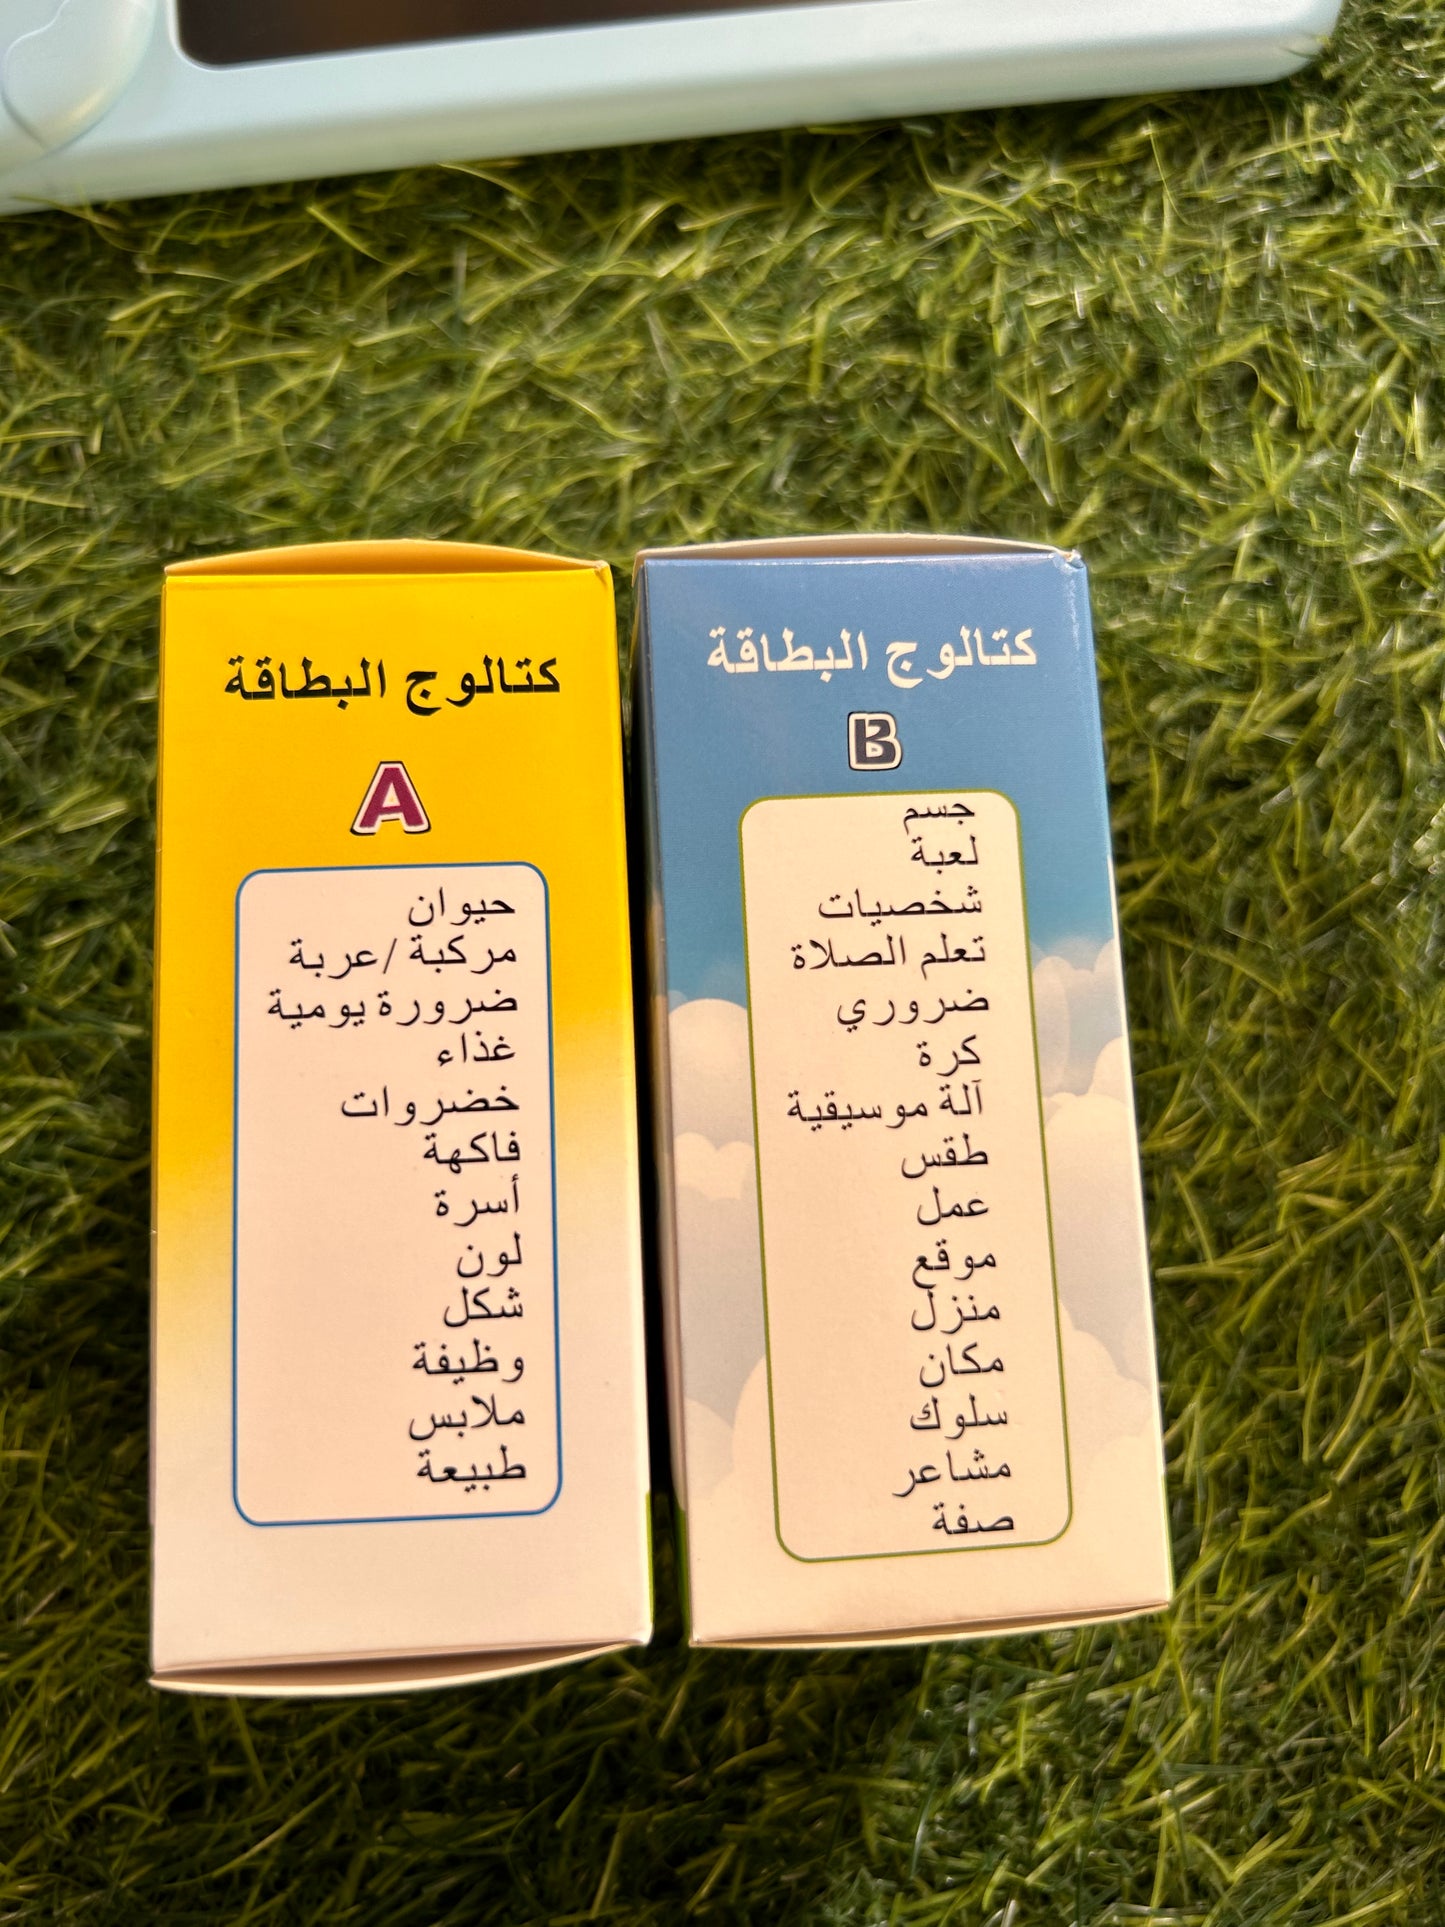 كتالوج البطاقة
A
حيوان
مركبة /عربة
ضرورة يومية
غذاء
خضروات
فاكهة
أسرة
لون
شكل
وظيفة
ملابس
طبيعة
كتالوج البطاقة
B
جسم
لعبة
شخصيات
تعلم الصلاة
ضروري
كرة
آلة موسيقية
طقس
عمل
موقع
منزل
مكان
سلوك
مشاعر
صفة